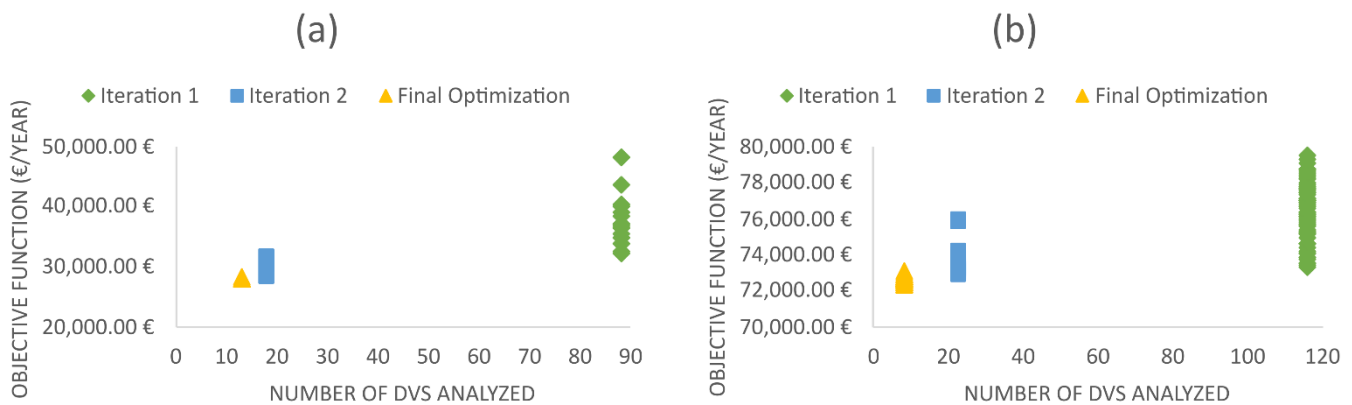 (a)
Iteration 1 Iteration 2 Final Optimization
OBJECTIVE FUNCTION (€/YEAR)
50,000.00 €
40,000.00 €
30,000.00 €
20,000.00 €
0 10 20 30 40 50 60 70 80 90
NUMBER OF DVS ANALYZED
(b)
Iteration 1 Iteration 2 Final Optimization
OBJECTIVE FUNCTION (€/YEAR)
80,000.00 €
78,000.00 €
76,000.00 €
74,000.00 €
72,000.00 €
70,000.00 €
0 20 40 60 80 100 120
NUMBER OF DVS ANALYZED